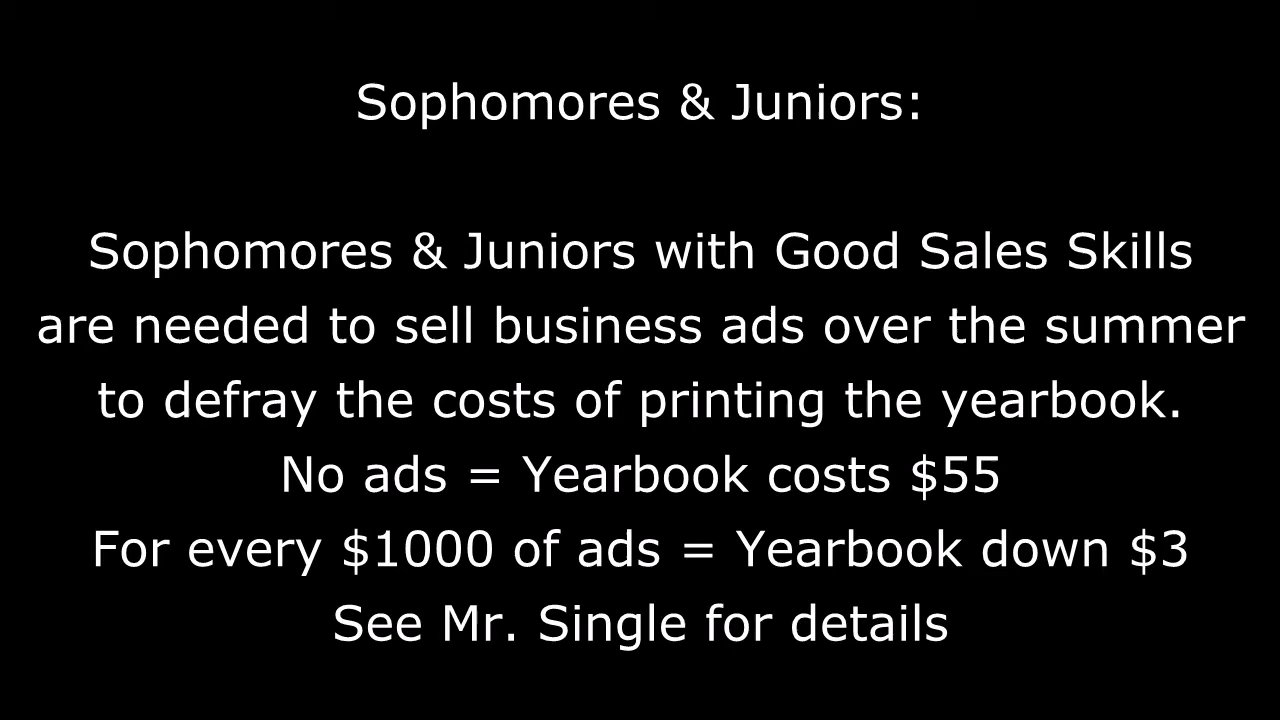 Sophomores & Juniors:
Sophomores & Juniors with Good Sales Skills
are needed to sell business ads over the summer
to defray the costs of printing the yearbook.
No ads = Yearbook costs $55
For every $1000 of ads = Yearbook down $3
See Mr. Single for details